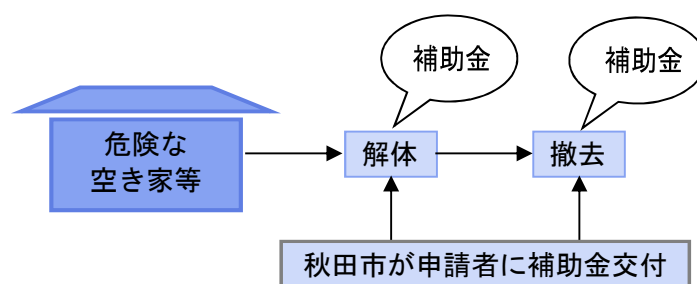 補助金
補助金
危険な
空き家等
解体
撤去
秋田市が申請者に補助金交付